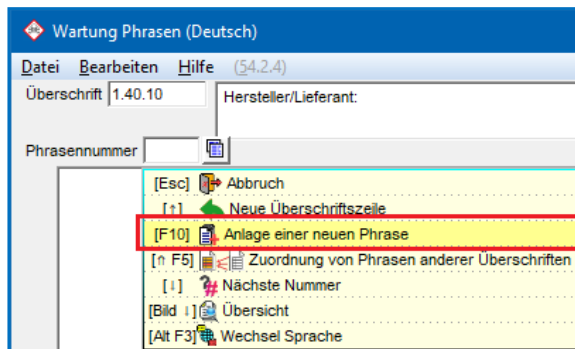 Wartung Phrasen (Deutsch)
Datei Bearbeiten Hilfe (54.2.4)
Überschrift 1.40.10 Hersteller/Lieferant:
Phrasennummer
[Esc] Abbruch
[↑] Neue Überschriftszeile
[F10] Anlage einer neuen Phrase
[⇑ F5] Zuordnung von Phrasen anderer Überschriften
[↓] Nächste Nummer
[Bild ↓] Übersicht
[Alt F3] Wechsel Sprache